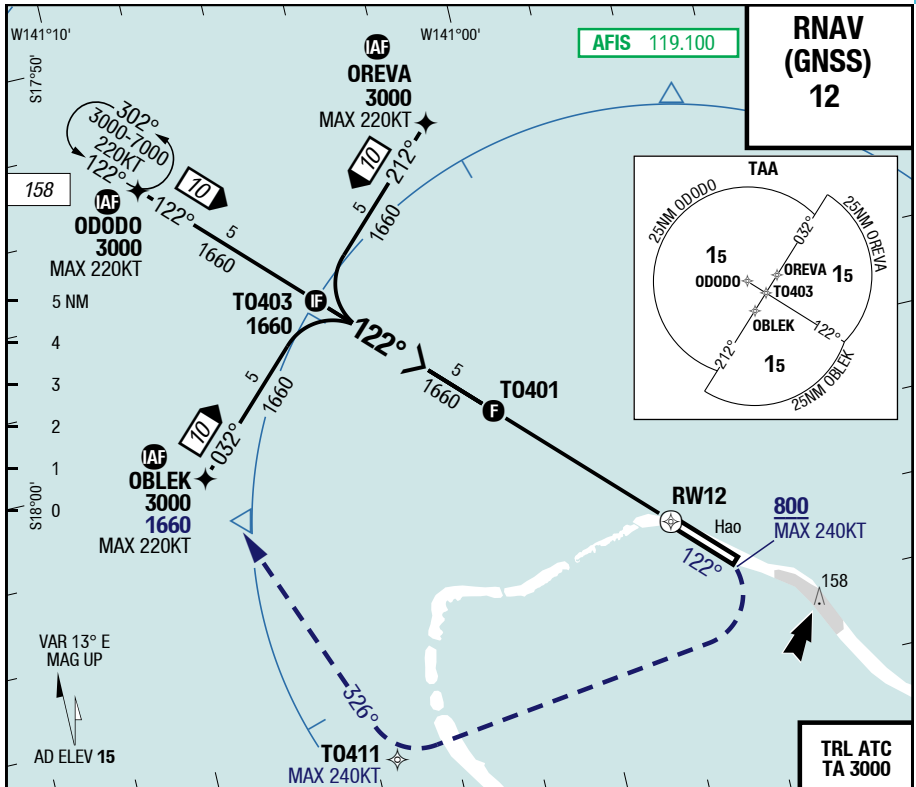 W141°10'
W141°00'
S17°50'
AFIS 119.100
RNAV
(GNSS)
12
IAF
OREVA
3000
MAX 220KT
10
212°
5
1660
302°
3000-7000
220KT
122°
158
IAF
ODODO
3000
MAX 220KT
10
122°
5
1660
TAA
25NM ODODO
25NM OREVA
25NM OBLEK
032°
15
15
15
ODODO
OREVA
TO403
OBLEK
122°
212°
5 NM
4
3
2
1
0
S18°00'
TO403
1660
IF
122°
5
1660
TO401
F
5
1660
10
032°
IAF
OBLEK
3000
1660
MAX 220KT
RW12
Hao
122°
800
MAX 240KT
158
VAR 13° E
MAG UP
AD ELEV 15
326°
TO411
MAX 240KT
TRL ATC
TA 3000